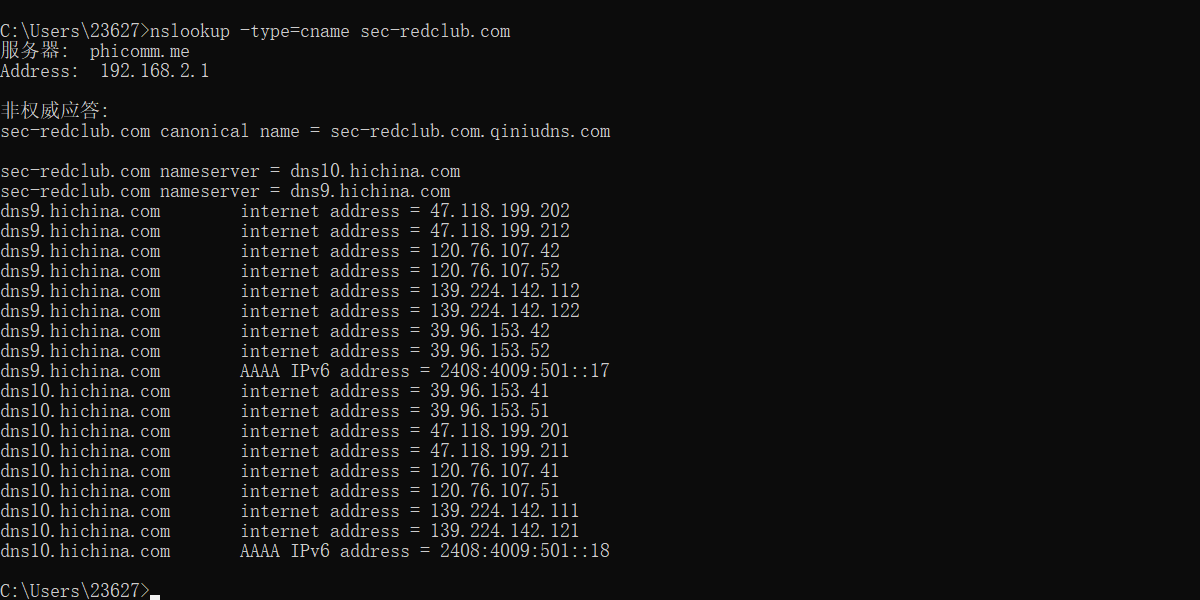 C:\Users\23627>nslookup -type=cname sec-redclub.com
服务器:  phicomm.me
Address:  192.168.2.1
非权威应答:
sec-redclub.com canonical name = sec-redclub.com.qiniudns.com
sec-redclub.com nameserver = dns10.hichina.com
sec-redclub.com nameserver = dns9.hichina.com
dns9.hichina.com        internet address = 47.118.199.202
dns9.hichina.com        internet address = 47.118.199.212
dns9.hichina.com        internet address = 120.76.107.42
dns9.hichina.com        internet address = 120.76.107.52
dns9.hichina.com        internet address = 139.224.142.112
dns9.hichina.com        internet address = 139.224.142.122
dns9.hichina.com        internet address = 39.96.153.42
dns9.hichina.com        internet address = 39.96.153.52
dns9.hichina.com        AAAA IPv6 address = 2408:4009:501::17
dns10.hichina.com       internet address = 39.96.153.41
dns10.hichina.com       internet address = 39.96.153.51
dns10.hichina.com       internet address = 47.118.199.201
dns10.hichina.com       internet address = 47.118.199.211
dns10.hichina.com       internet address = 120.76.107.41
dns10.hichina.com       internet address = 120.76.107.51
dns10.hichina.com       internet address = 139.224.142.111
dns10.hichina.com       internet address = 139.224.142.121
dns10.hichina.com       AAAA IPv6 address = 2408:4009:501::18
C:\Users\23627>